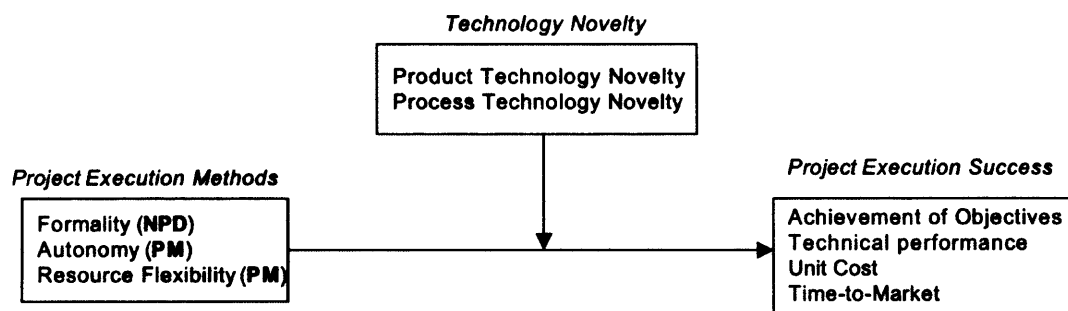 Technology Novelty
Product Technology Novelty
Process Technology Novelty
Project Execution Methods
Formality (NPD)
Autonomy (PM)
Resource Flexibility (PM)
Project Execution Success
Achievement of Objectives
Technical performance
Unit Cost
Time-to-Market